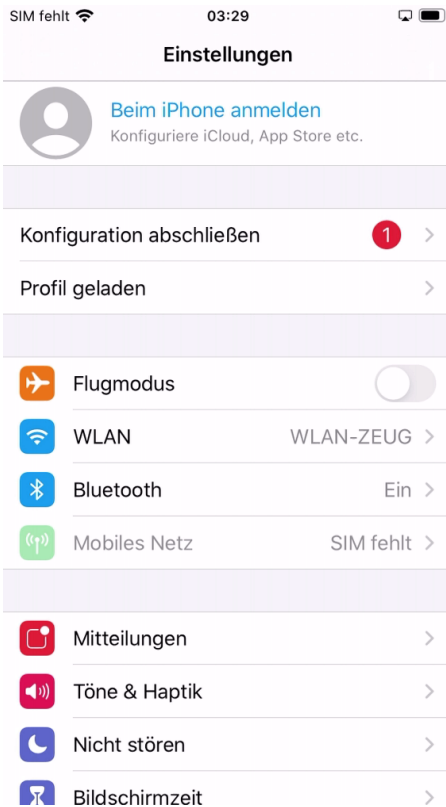 SIM fehlt 03:29
Einstellungen
Beim iPhone anmelden
Konfiguriere iCloud, App Store etc.
Konfiguration abschließen 1
Profil geladen
Flugmodus
WLAN WLAN-ZEUG
Bluetooth Ein
Mobiles Netz SIM fehlt
Mitteilungen
Töne & Haptik
Nicht stören
Bildschirmzeit